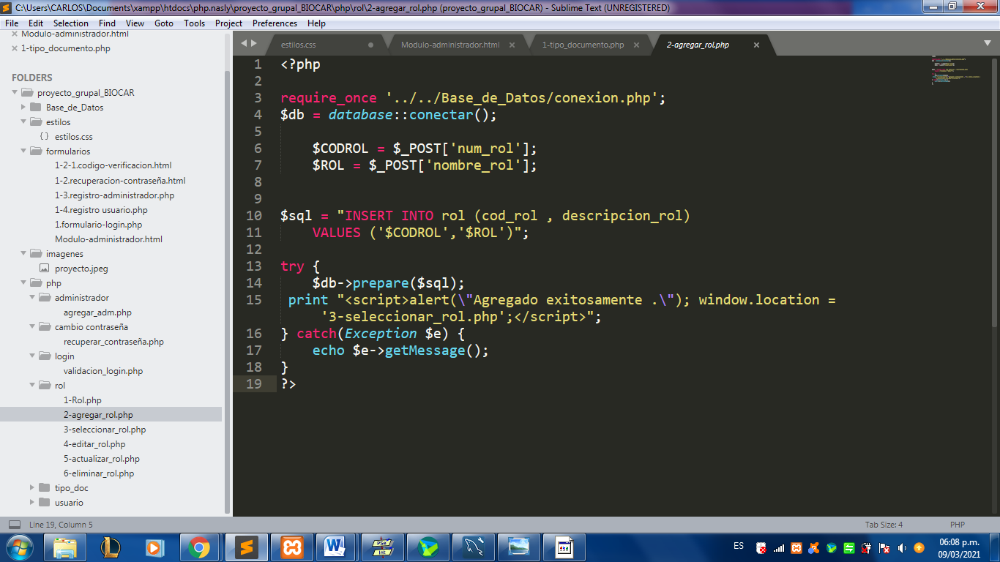 C:\Users\CARLOS\Documents\xampp\htdocs\php.nasly\proyecto_grupal_BIOCAR\php\rol\2-agregar_rol.php (proyecto_grupal_BIOCAR) - Sublime Text (UNREGISTERED)
File Edit Selection Find View Goto Tools Project Preferences Help
Modulo-administrador.html
1-tipo_documento.php
FOLDERS
proyecto_grupal_BIOCAR
Base_de_Datos
estilos
estilos.css
formularios
1-2-1.codigo-verificacion.html
1-2.recuperacion-contraseña.html
1-3.registro-administrador.php
1-4.registro usuario.php
1.formulario-login.php
Modulo-administrador.html
imagenes
proyecto.jpeg
php
administrador
agregar_adm.php
cambio contraseña
recuperar_contraseña.php
login
validacion_login.php
rol
1-Rol.php
2-agregar_rol.php
3-seleccionar_rol.php
4-editar_rol.php
5-actualizar_rol.php
6-eliminar_rol.php
tipo_doc
usuario
estilos.css Modulo-administrador.html 1-tipo_documento.php 2-agregar_rol.php
1 <?php
2
3 require_once '../../Base_de_Datos/conexion.php';
4 $db = database::conectar();
5
6 $CODROL = $_POST['num_rol'];
7 $ROL = $_POST['nombre_rol'];
8
9
10 $sql = "INSERT INTO rol (cod_rol , descripcion_rol)
11 VALUES ('$CODROL','$ROL')";
12
13 try {
14 $db->prepare($sql);
15 print "<script>alert(\"Agregado exitosamente .\"); window.location =
'3-seleccionar_rol.php';</script>";
16 } catch(Exception $e) {
17 echo $e->getMessage();
18 }
19 ?>
Line 19, Column 5 Tab Size: 4 PHP
PSe
Int
ES
06:08 p.m.
09/03/2021